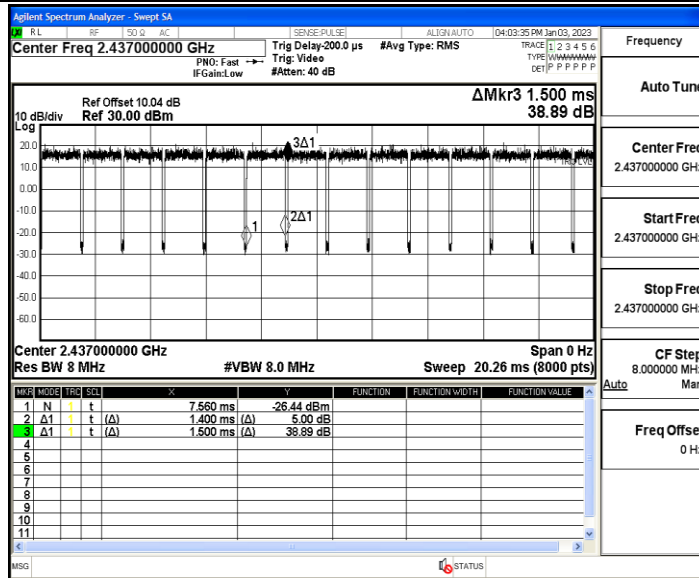 Agilent Spectrum Analyzer - Swept SA
RL RF 50 Ω AC SENSE:PULSE ALIGN AUTO 04:03:35 PM Jan 03, 2023
Center Freq 2.437000000 GHz
Trig Delay-200.0 µs #Avg Type: RMS TRACE 1 2 3 4 5 6
PNO: Fast Trig: Video TYPE WWWWWW
IFGain:Low #Atten: 40 dB DET P P P P P P
ΔMkr3 1.500 ms
38.89 dB
Ref Offset 10.04 dB
10 dB/div Ref 30.00 dBm
Log
20.0
10.0
0.00
-10.0
-20.0
-30.0
-40.0
-50.0
-60.0
3Δ1
TRIG LVL
1
2Δ1
Center 2.437000000 GHz Span 0 Hz
Res BW 8 MHz #VBW 8.0 MHz Sweep 20.26 ms (8000 pts)
MKR MODE TRC SCL X Y FUNCTION FUNCTION WIDTH FUNCTION VALUE
1 N 1 t 7.560 ms -26.44 dBm
2 Δ1 1 t (Δ) 1.400 ms (Δ) 5.00 dB
3 Δ1 1 t (Δ) 1.500 ms (Δ) 38.89 dB
4
5
6
7
8
9
10
11
MSG STATUS
Frequency
Auto Tune
Center Freq
2.437000000 GHz
Start Freq
2.437000000 GHz
Stop Freq
2.437000000 GHz
CF Step
8.000000 MHz
Auto Man
Freq Offset
0 Hz